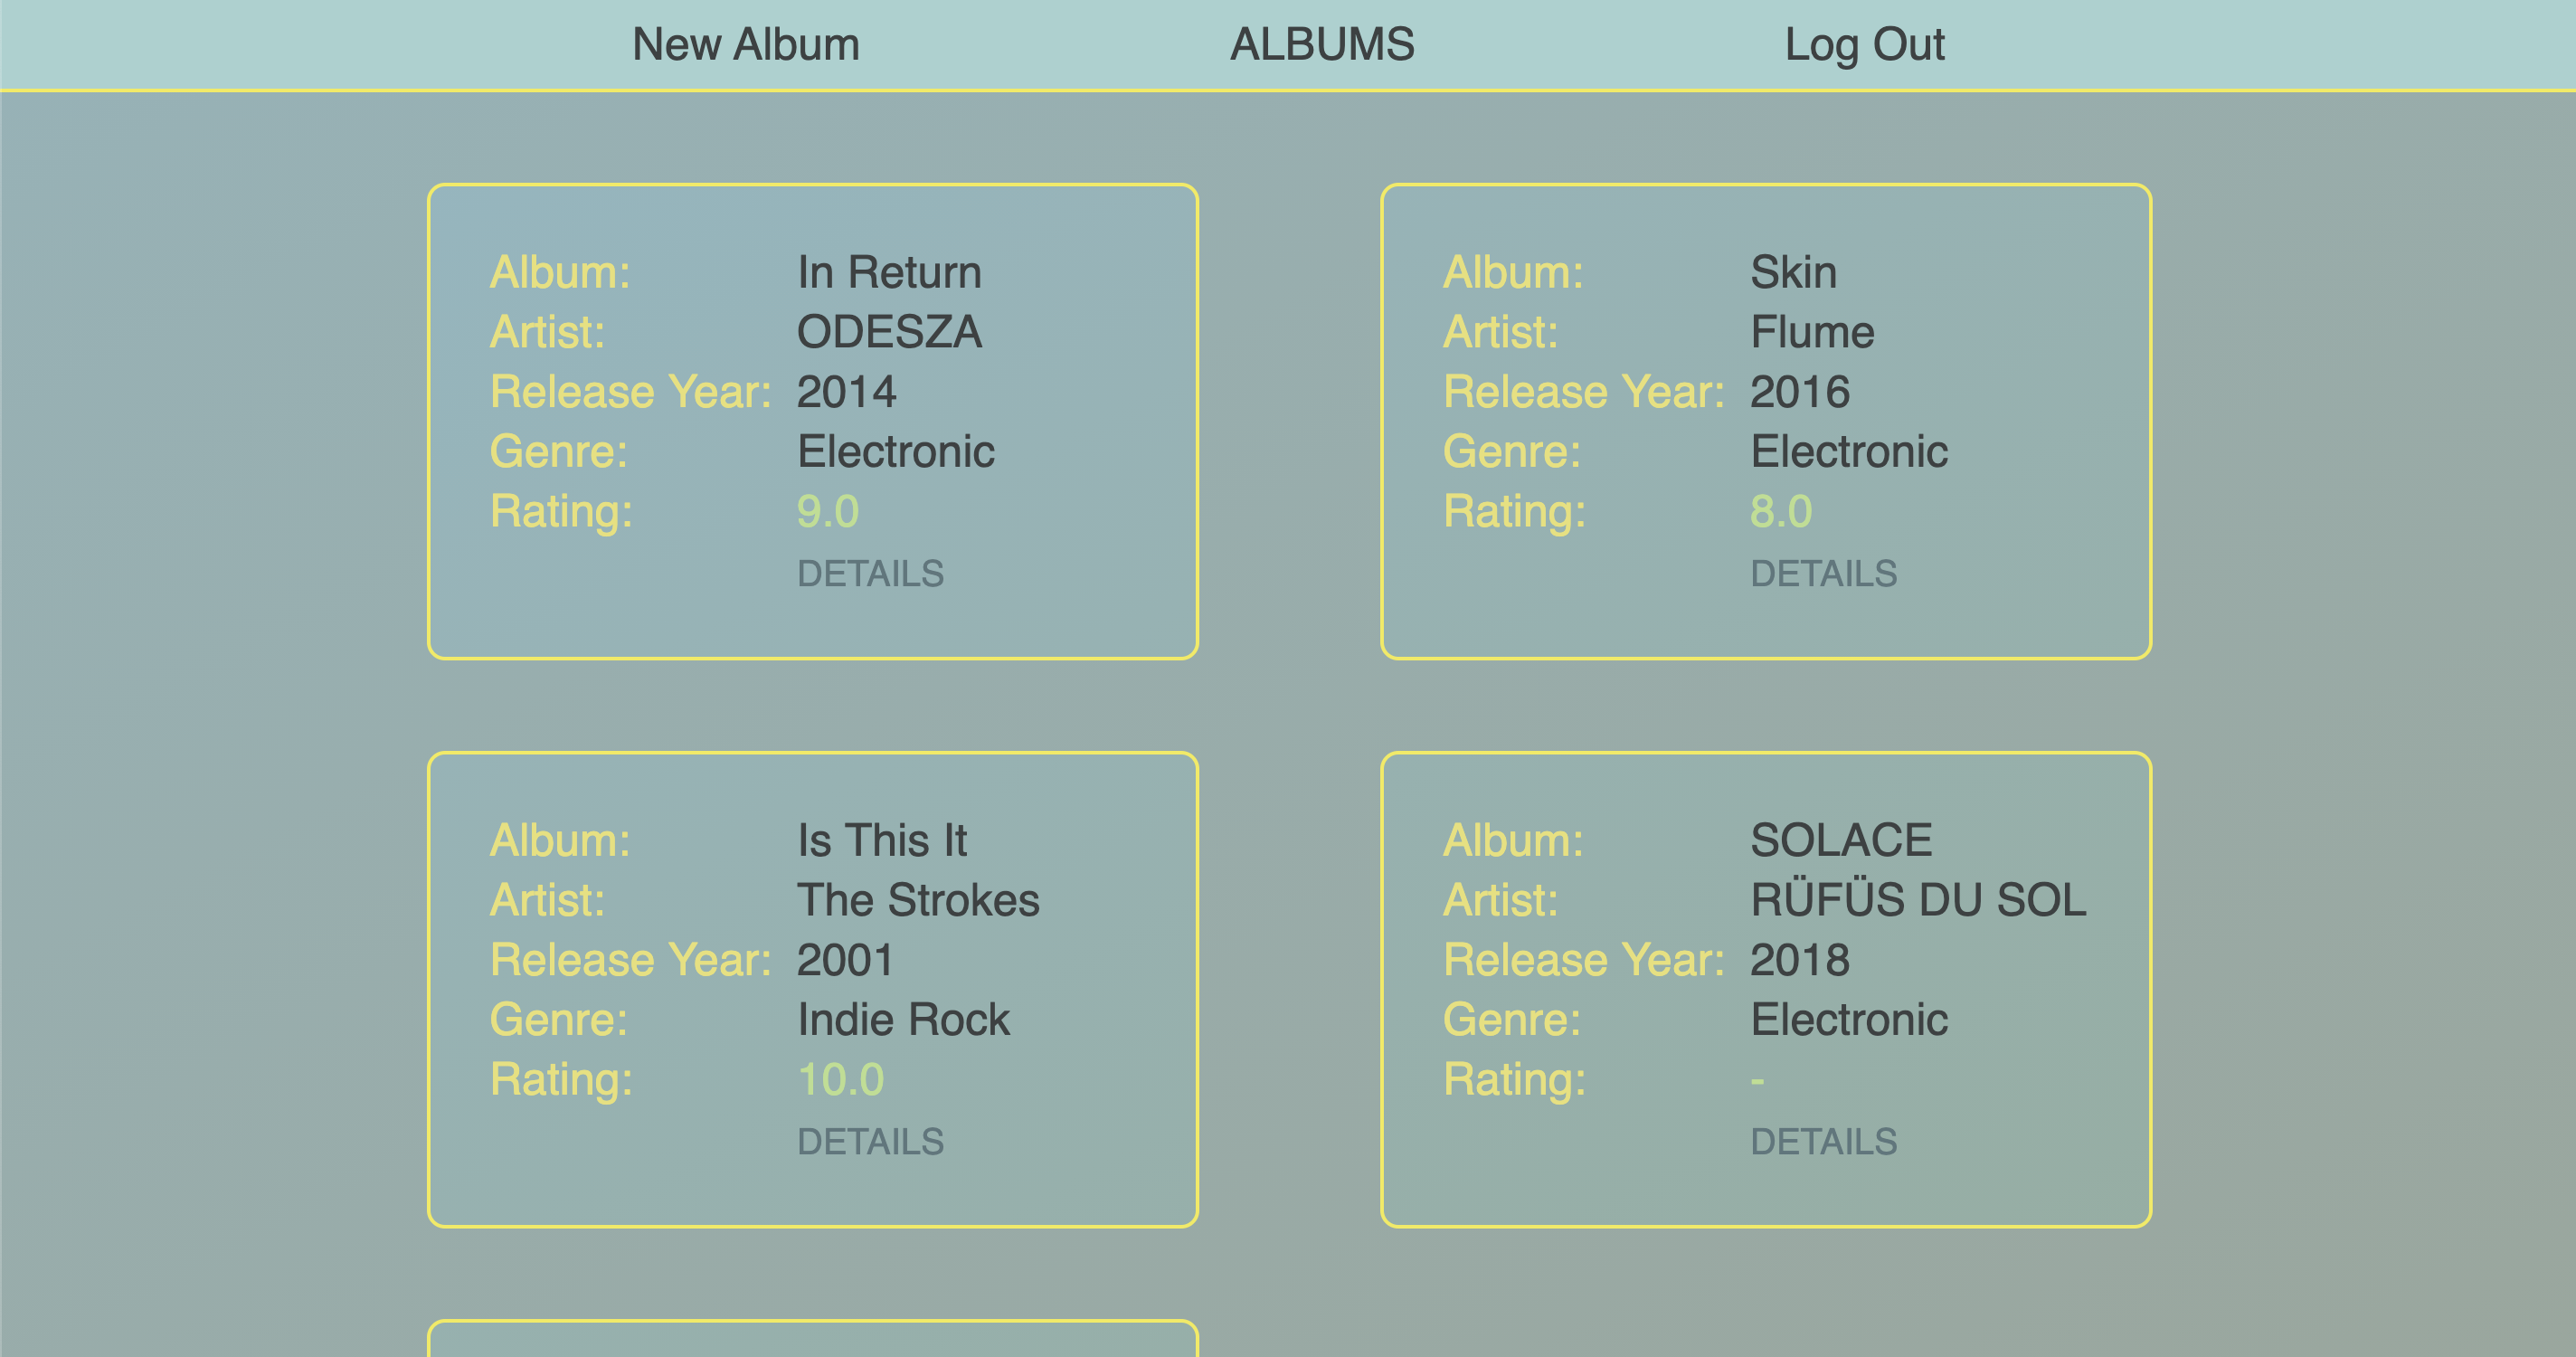 New Album ALBUMS Log Out
Album: In Return
Artist: ODESZA
Release Year: 2014
Genre: Electronic
Rating: 9.0
DETAILS
Album: Skin
Artist: Flume
Release Year: 2016
Genre: Electronic
Rating: 8.0
DETAILS
Album: Is This It
Artist: The Strokes
Release Year: 2001
Genre: Indie Rock
Rating: 10.0
DETAILS
Album: SOLACE
Artist: RÜFÜS DU SOL
Release Year: 2018
Genre: Electronic
Rating: -
DETAILS